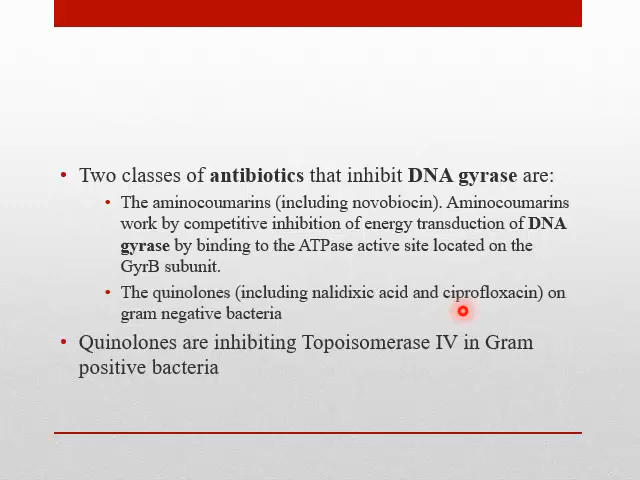 • Two classes of antibiotics that inhibit DNA gyrase are:
• The aminocoumarins (including novobiocin). Aminocoumarins
work by competitive inhibition of energy transduction of DNA
gyrase by binding to the ATPase active site located on the
GyrB subunit.
• The quinolones (including nalidixic acid and ciprofloxacin) on
gram negative bacteria
• Quinolones are inhibiting Topoisomerase IV in Gram
positive bacteria